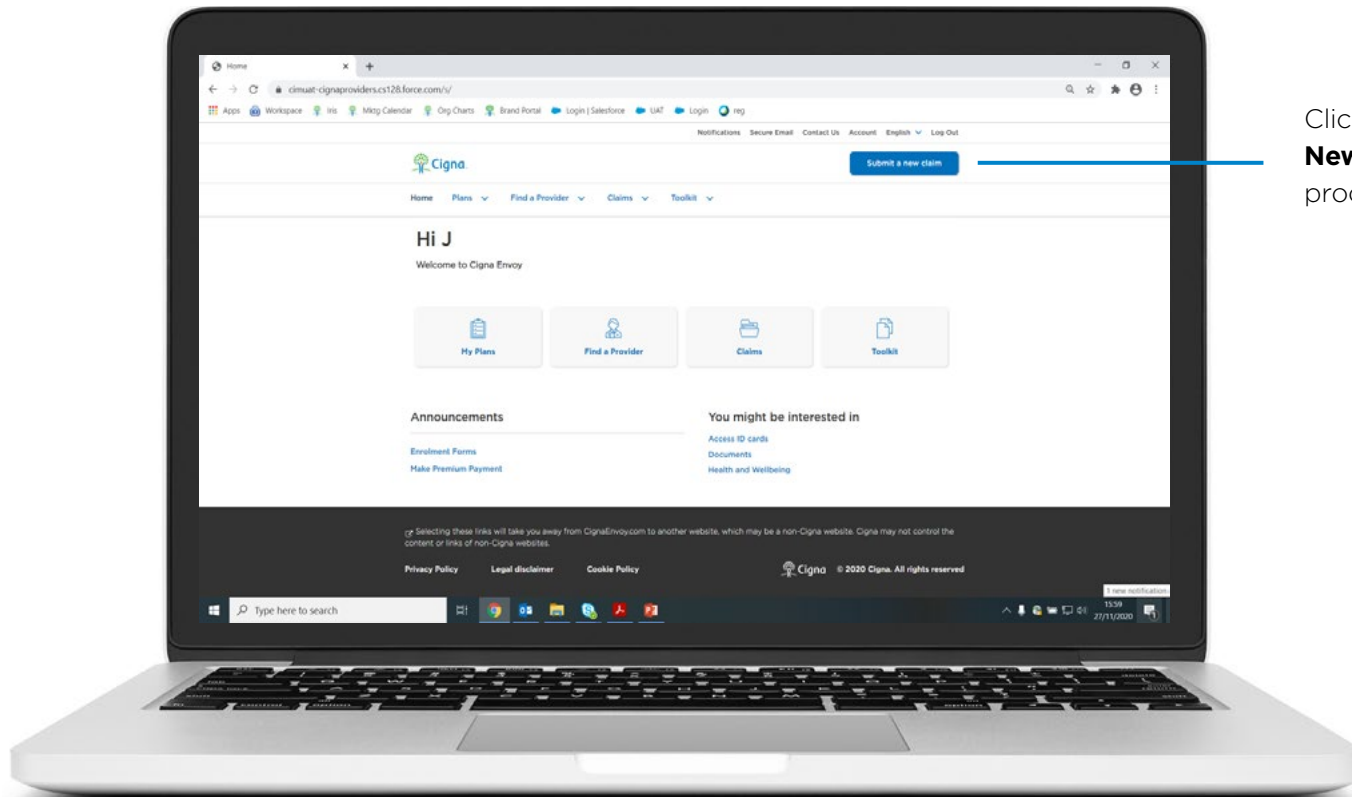 Home
cimuat-cignaproviders.cs128.force.com/s/
Apps Workspace Iris Mktg Calendar Org Charts Brand Portal Login | Salesforce UAT Login reg
Notifications Secure Email Contact Us Account English Log Out
Cigna
Submit a new claim
Home Plans Find a Provider Claims Toolkit
Hi J
Welcome to Cigna Envoy
My Plans Find a Provider Claims Toolkit
Announcements
Enrolment Forms
Make Premium Payment
You might be interested in
Access ID cards
Documents
Health and Wellbeing
Selecting these links will take you away from CignaEnvoy.com to another website, which may be a non-Cigna website. Cigna may not control the
content or links of non-Cigna websites.
Privacy Policy Legal disclaimer Cookie Policy
Cigna © 2020 Cigna. All rights reserved
1 new notification
Type here to search
15:59
27/11/2020
Clic
New
proc